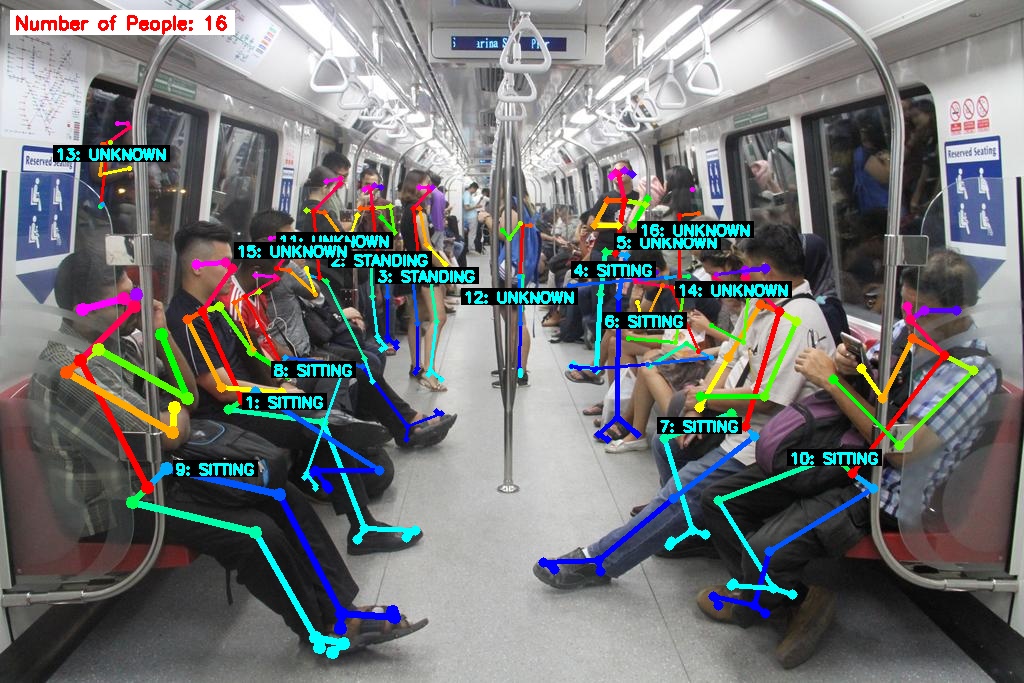 Number of People: 16
13: UNKNOWN
Reserved Seating
Reserved Seating
16: UNKNOWN
11: UNKNOWN
5: UNKNOWN
15: UNKNOWN
2: STANDING
4: SITTING
3: STANDING
14: UNKNOWN
12: UNKNOWN
6: SITTING
8: SITTING
1: SITTING
7: SITTING
10: SITTING
9: SITTING